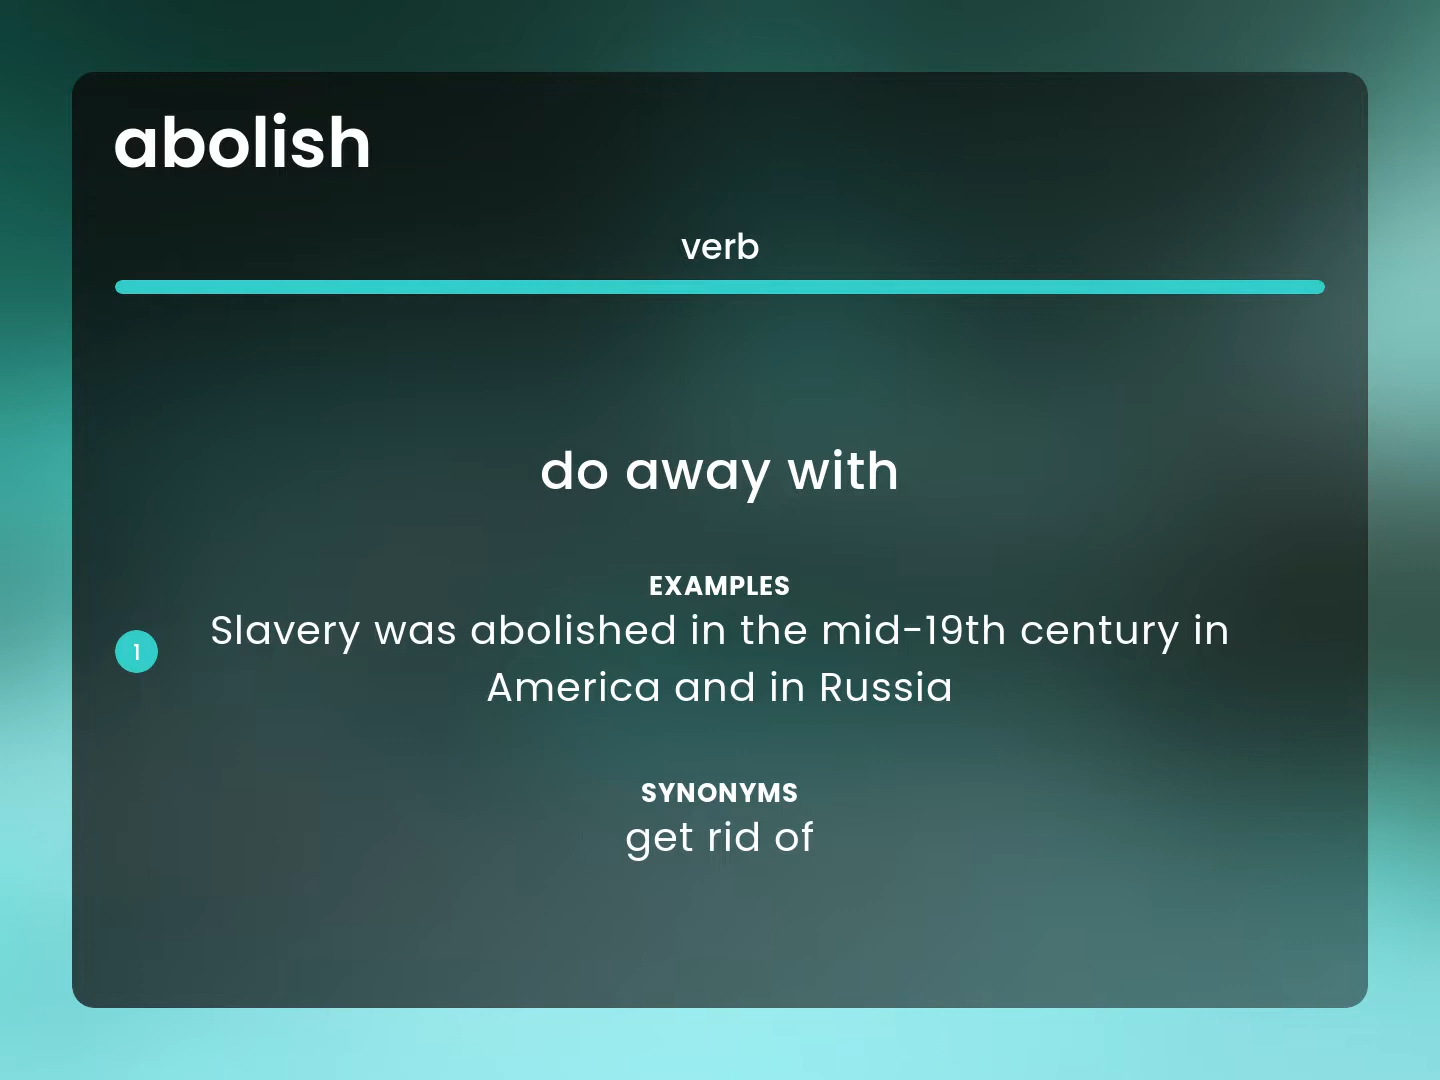 abolish
verb
do away with
EXAMPLES
1
Slavery was abolished in the mid-19th century in
America and in Russia
SYNONYMS
get rid of